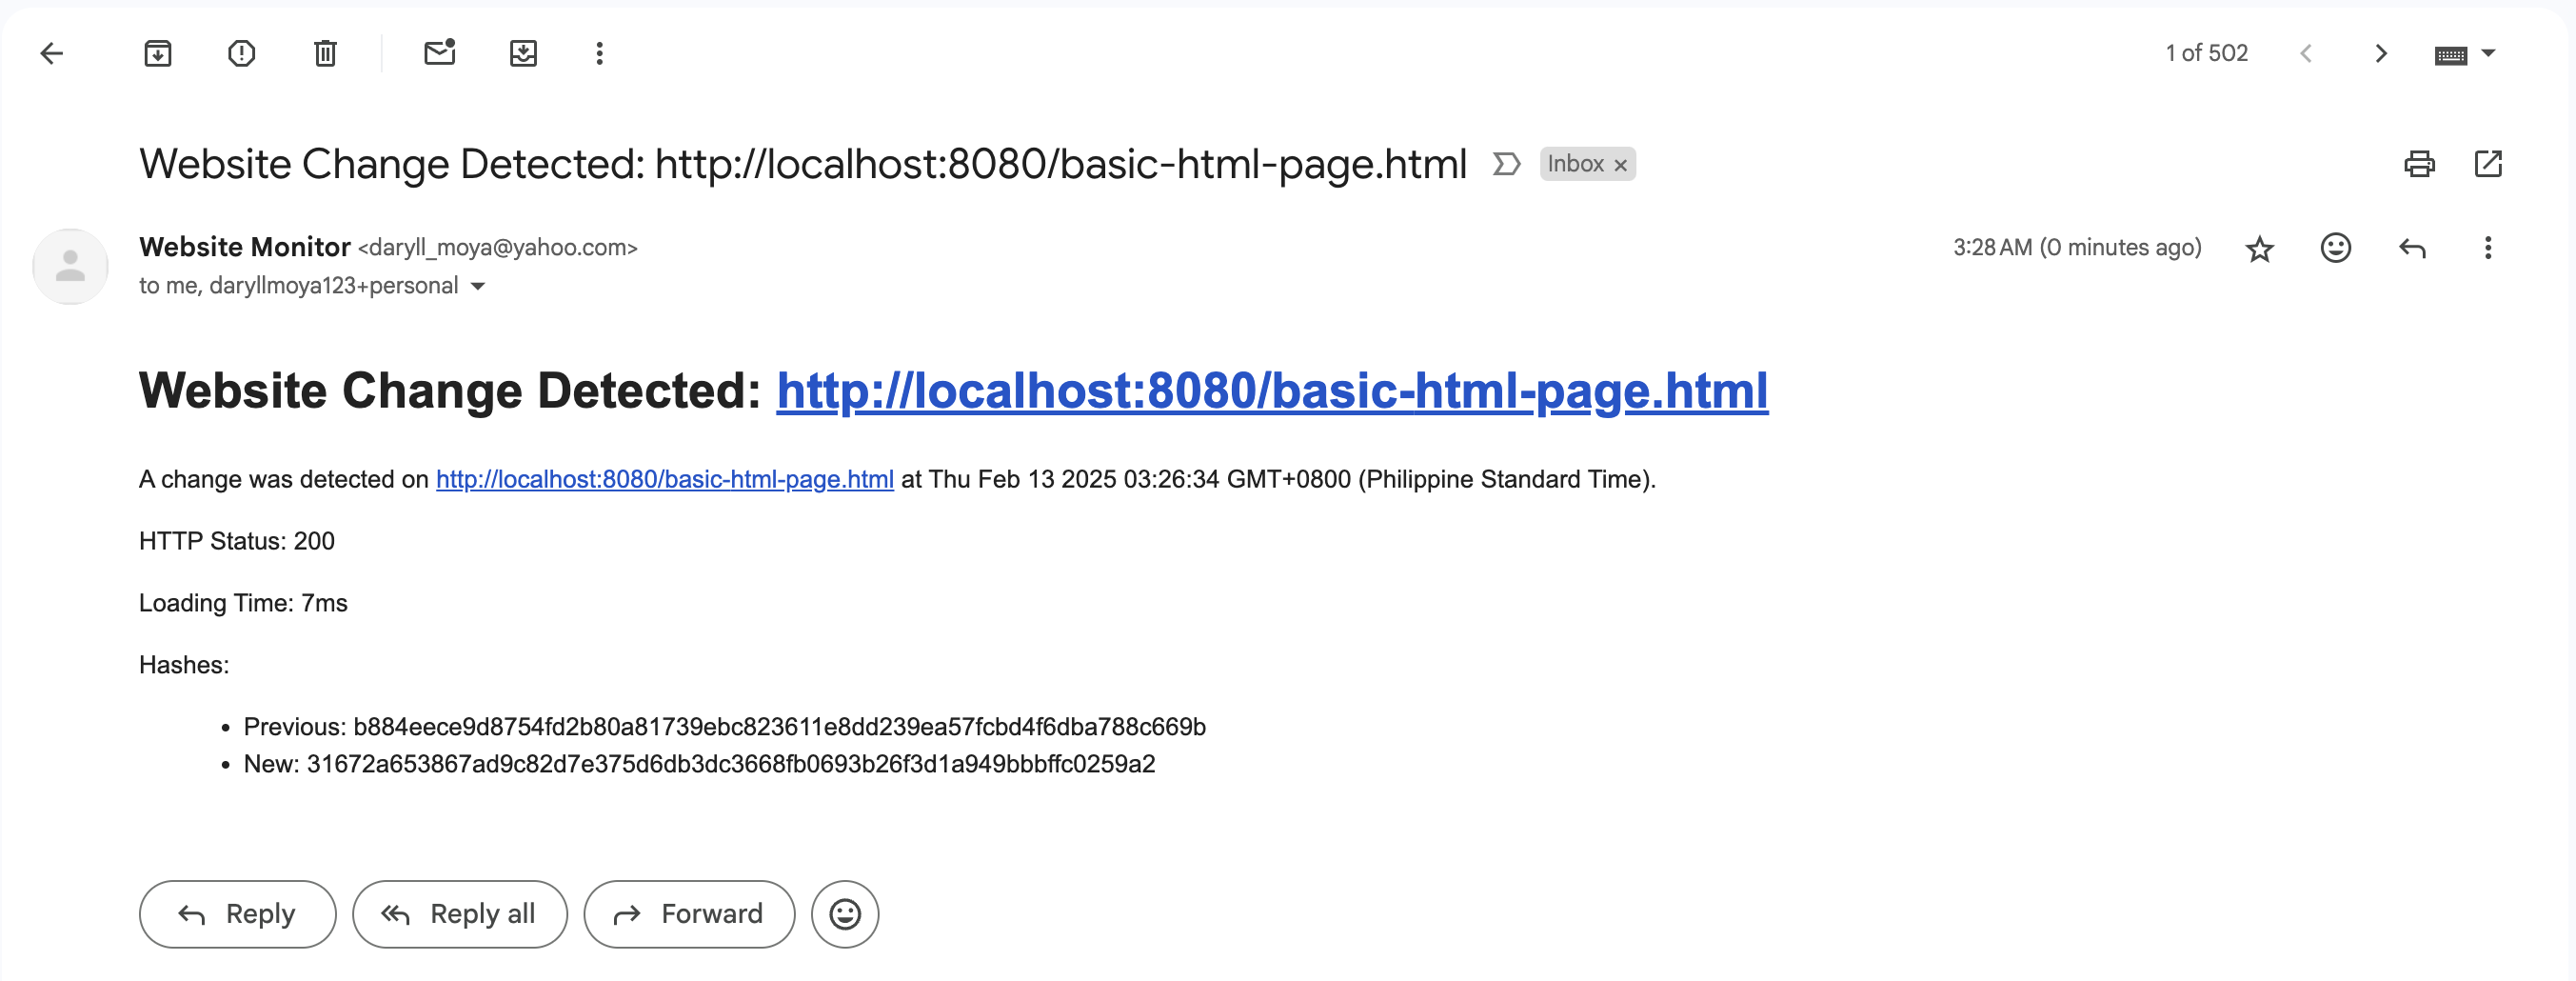 1 of 502
Website Change Detected: http://localhost:8080/basic-html-page.html Inbox ×
Website Monitor <daryll_moya@yahoo.com> 3:28 AM (0 minutes ago)
to me, daryllmoya123+personal
Website Change Detected: http://localhost:8080/basic-html-page.html
A change was detected on http://localhost:8080/basic-html-page.html at Thu Feb 13 2025 03:26:34 GMT+0800 (Philippine Standard Time).
HTTP Status: 200
Loading Time: 7ms
Hashes:
• Previous: b884eece9d8754fd2b80a81739ebc823611e8dd239ea57fcbd4f6dba788c669b
• New: 31672a653867ad9c82d7e375d6db3dc3668fb0693b26f3d1a949bbbffc0259a2
Reply Reply all Forward